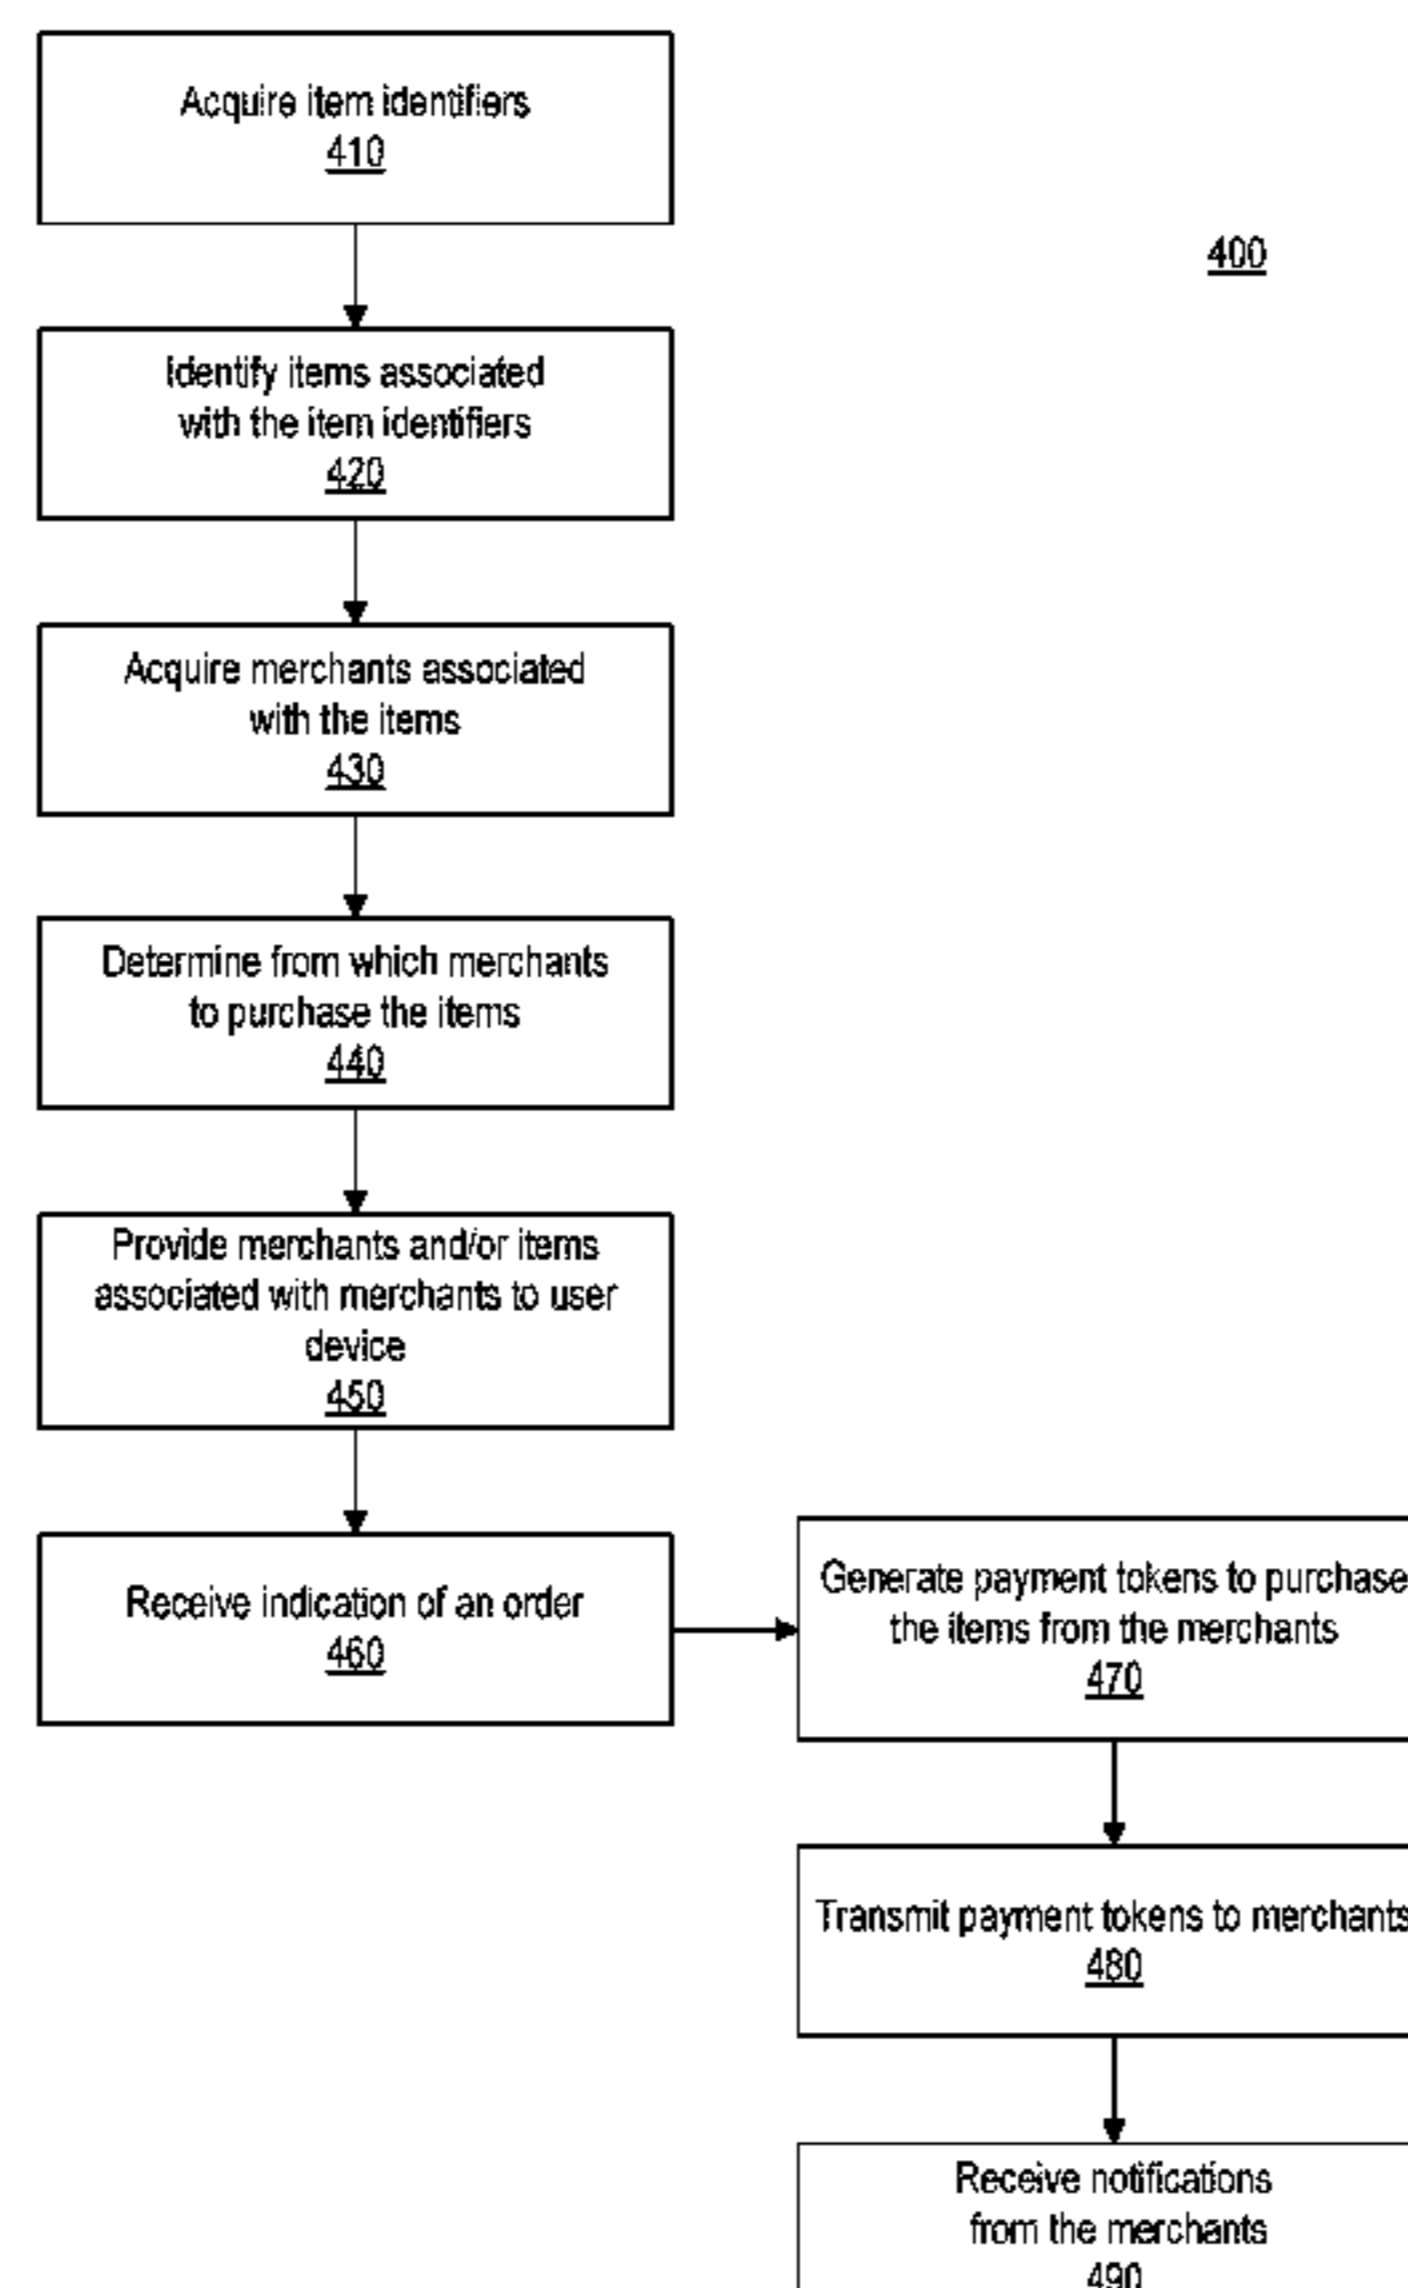 Acquire item identifiers
410
400
Identify items associated
with the item identifiers
420
Acquire merchants associated
with the items
430
Determine from which merchants
to purchase the items
440
Provide merchants and/or items
associated with merchants to user
device
450
Receive indication of an order
460
Generate payment tokens to purchase
the items from the merchants
470
Transmit payment tokens to merchants
480
Receive notifications
from the merchants
490